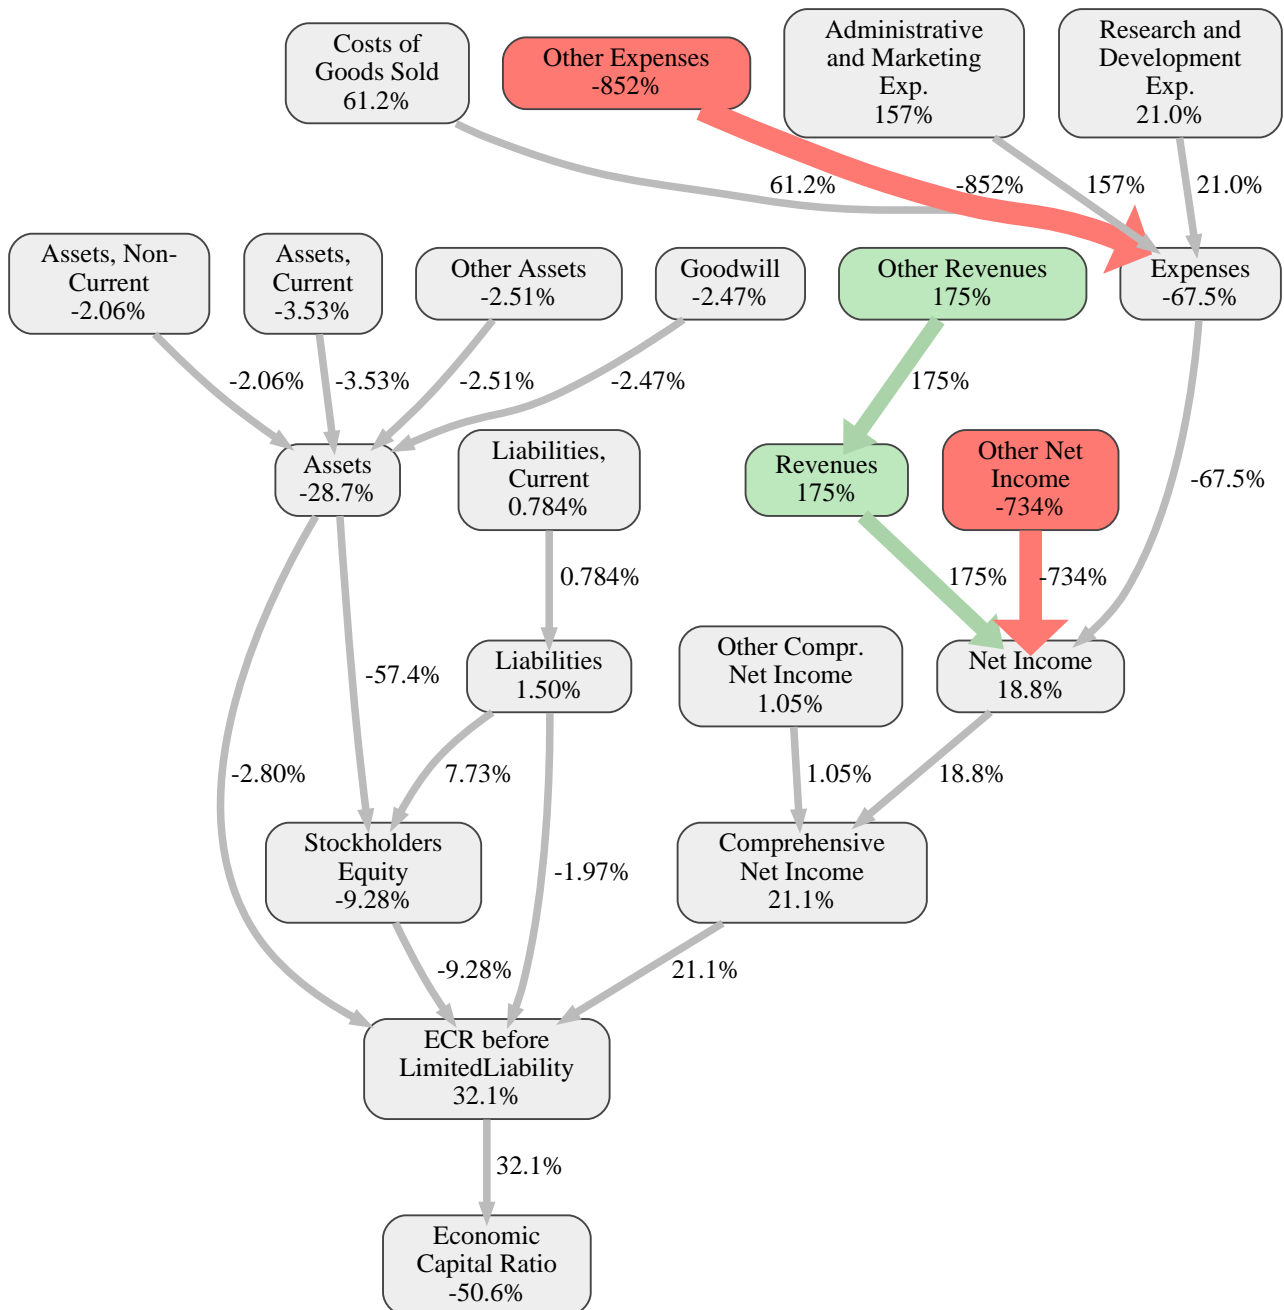 Costs of
Goods Sold
61.2%
Other Expenses
-852%
Administrative
and Marketing
Exp.
157%
Research and
Development
Exp.
21.0%
61.2%
-852%
157%
21.0%
Assets, Non-
Current
-2.06%
Assets,
Current
-3.53%
Other Assets
-2.51%
Goodwill
-2.47%
Other Revenues
175%
Expenses
-67.5%
-2.06%
-3.53%
-2.51%
-2.47%
175%
-67.5%
Assets
-28.7%
Liabilities,
Current
0.784%
Revenues
175%
Other Net
Income
-734%
0.784%
175%
-734%
Liabilities
1.50%
Other Compr.
Net Income
1.05%
Net Income
18.8%
-57.4%
-2.80%
7.73%
1.05%
18.8%
Stockholders
Equity
-9.28%
-1.97%
Comprehensive
Net Income
21.1%
-9.28%
21.1%
ECR before
LimitedLiability
32.1%
32.1%
Economic
Capital Ratio
-50.6%